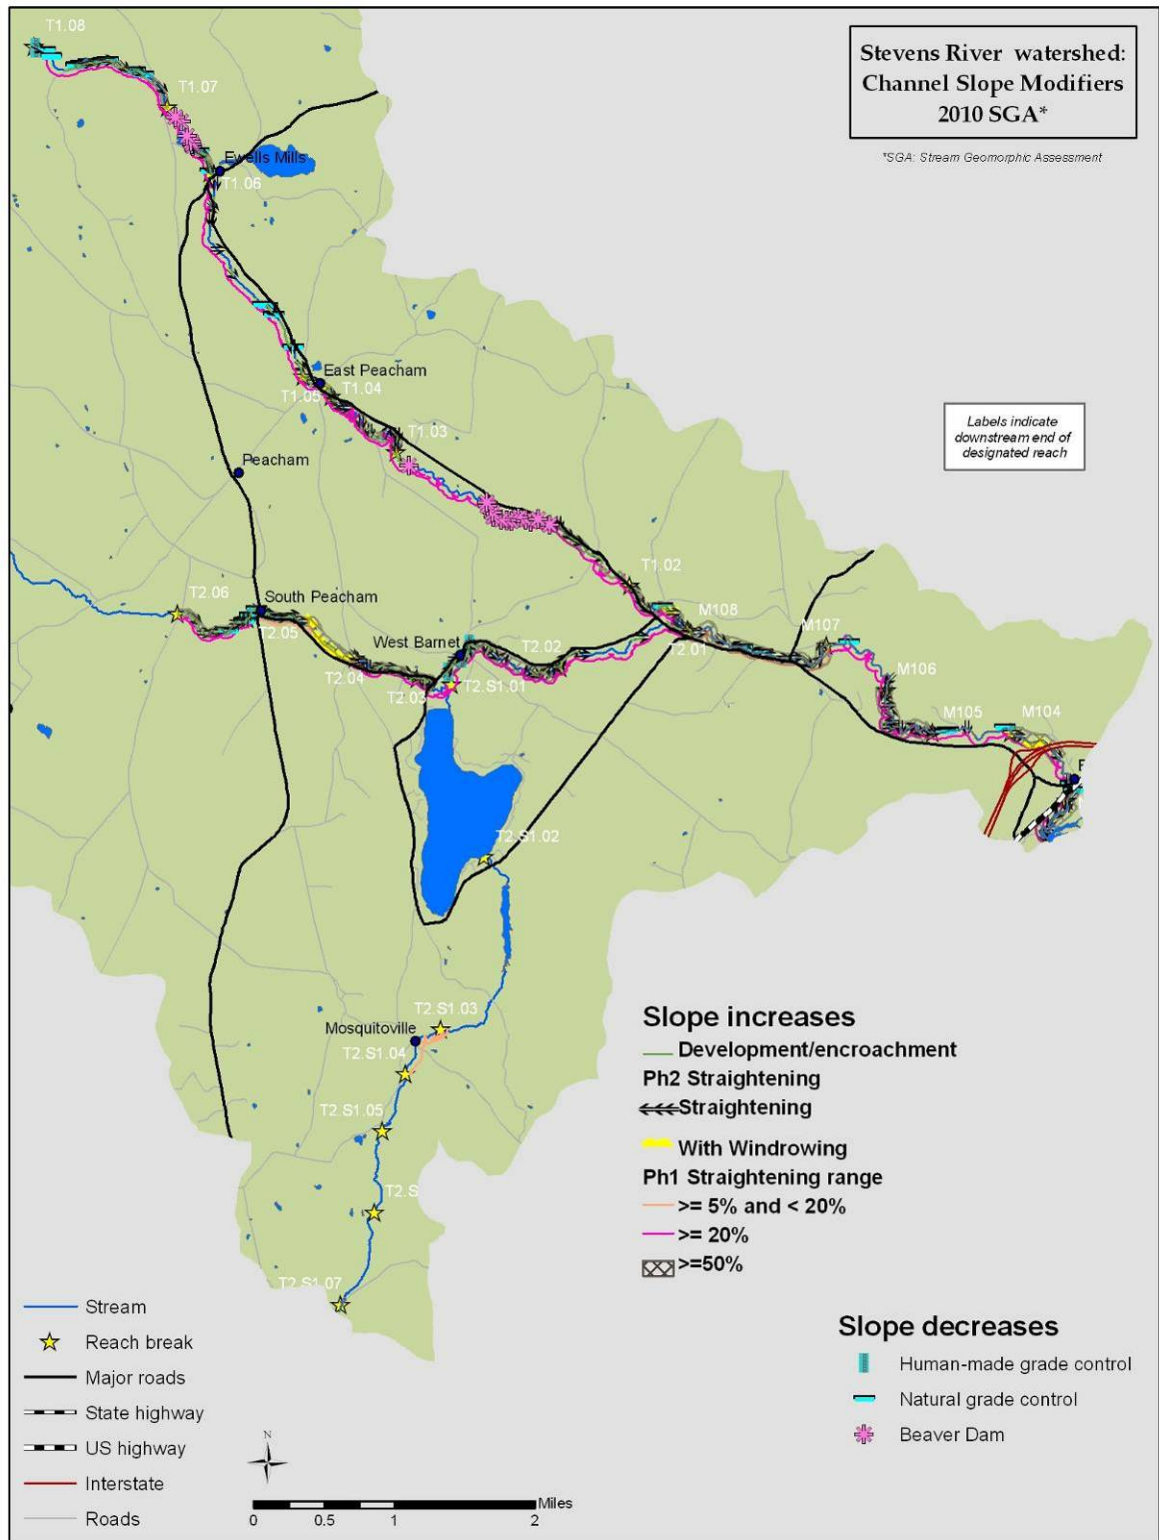 T1.08
Stevens River watershed:
Channel Slope Modifiers
2010 SGA*
*SGA: Stream Geomorphic Assessment
T1.07
Ewells Mills
T1.06
East Peacham
T1.05
T1.04
T1.03
Labels indicate
downstream end of
designated reach
Peacham
T1.02
T2.06
South Peacham
T2.05
M108
M107
West Barnet
T2.02
T2.01
T2.04
T2.03
T2.S1.01
M106
M105
M104
T2.S1.02
T2.S1.03
Mosquitoville
T2.S1.04
T2.S1.05
T2.S
T2.S1.07
Slope increases
Development/encroachment
Ph2 Straightening
Straightening
With Windrowing
Ph1 Straightening range
>= 5% and < 20%
>= 20%
>=50%
Slope decreases
Human-made grade control
Natural grade control
Beaver Dam
Stream
Reach break
Major roads
State highway
US highway
Interstate
Roads
N
Miles
0 0.5 1 2